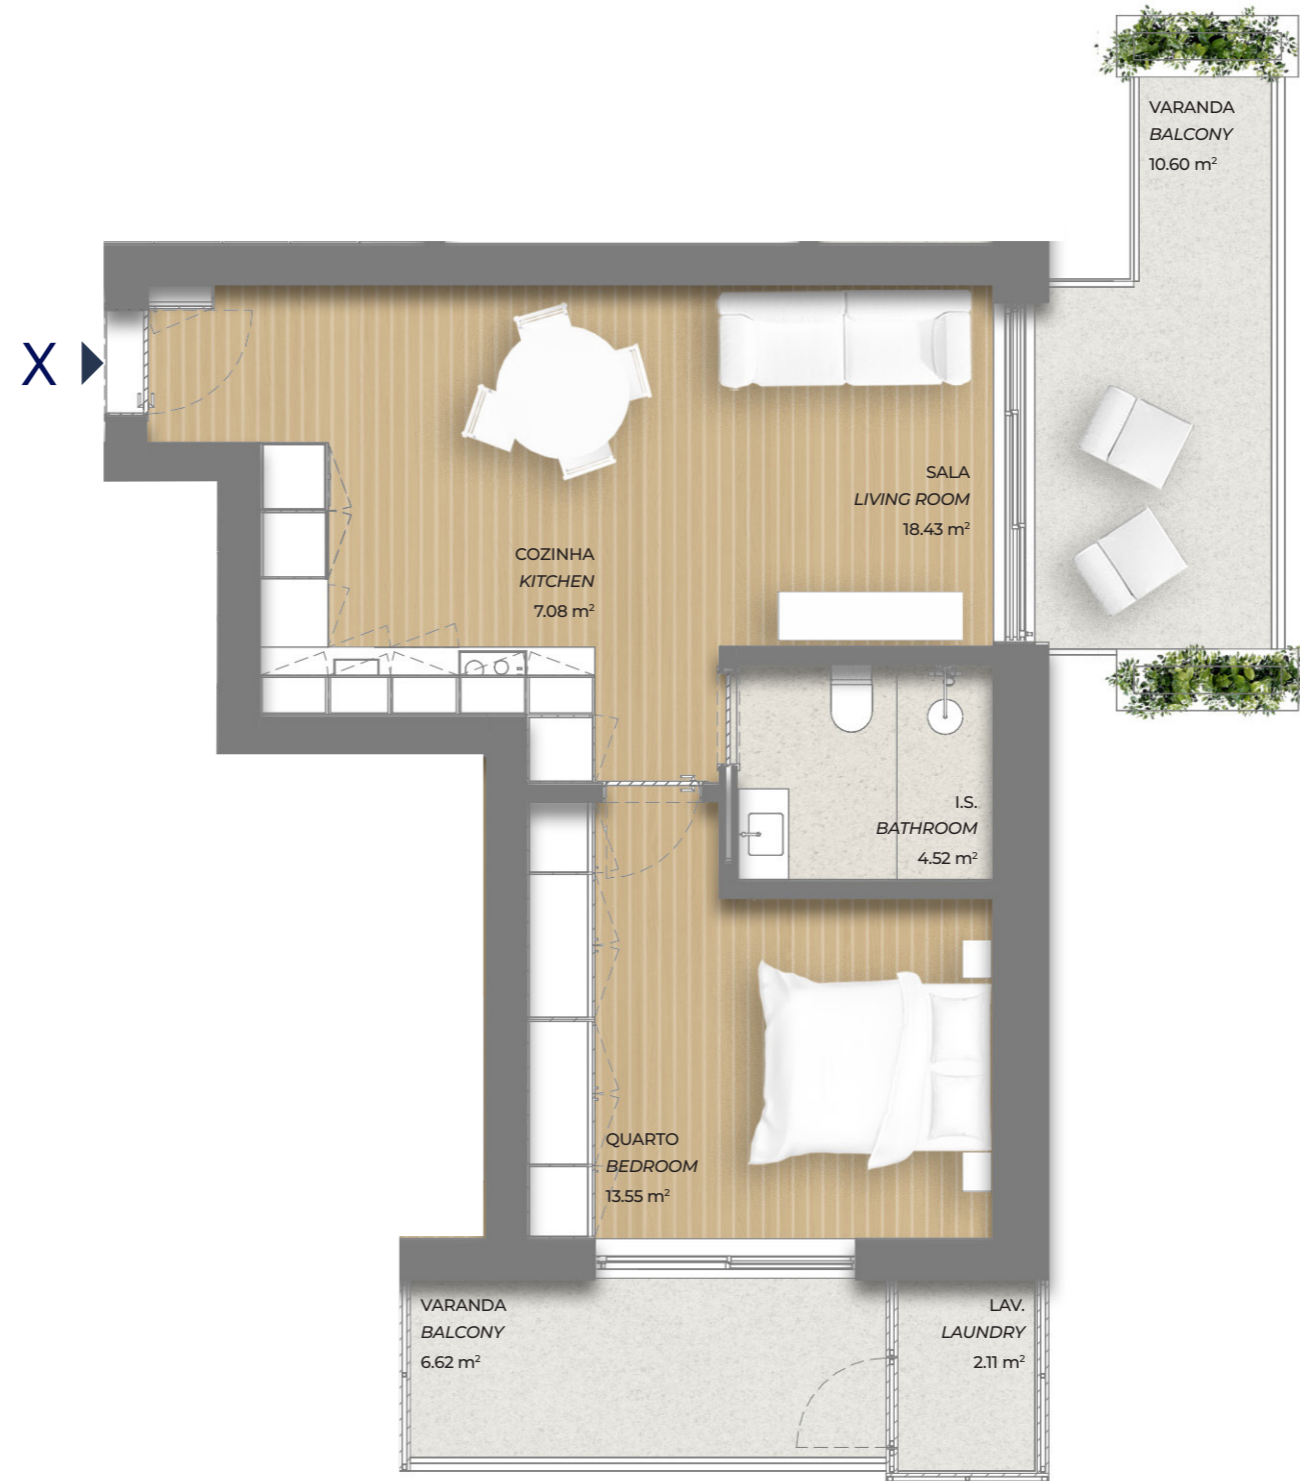 VARANDA
BALCONY
10.60 m²
X
SALA
LIVING ROOM
18.43 m²
COZINHA
KITCHEN
7.08 m²
I.S.
BATHROOM
4.52 m²
QUARTO
BEDROOM
13.55 m²
VARANDA
BALCONY
6.62 m²
LAV.
LAUNDRY
2.11 m²